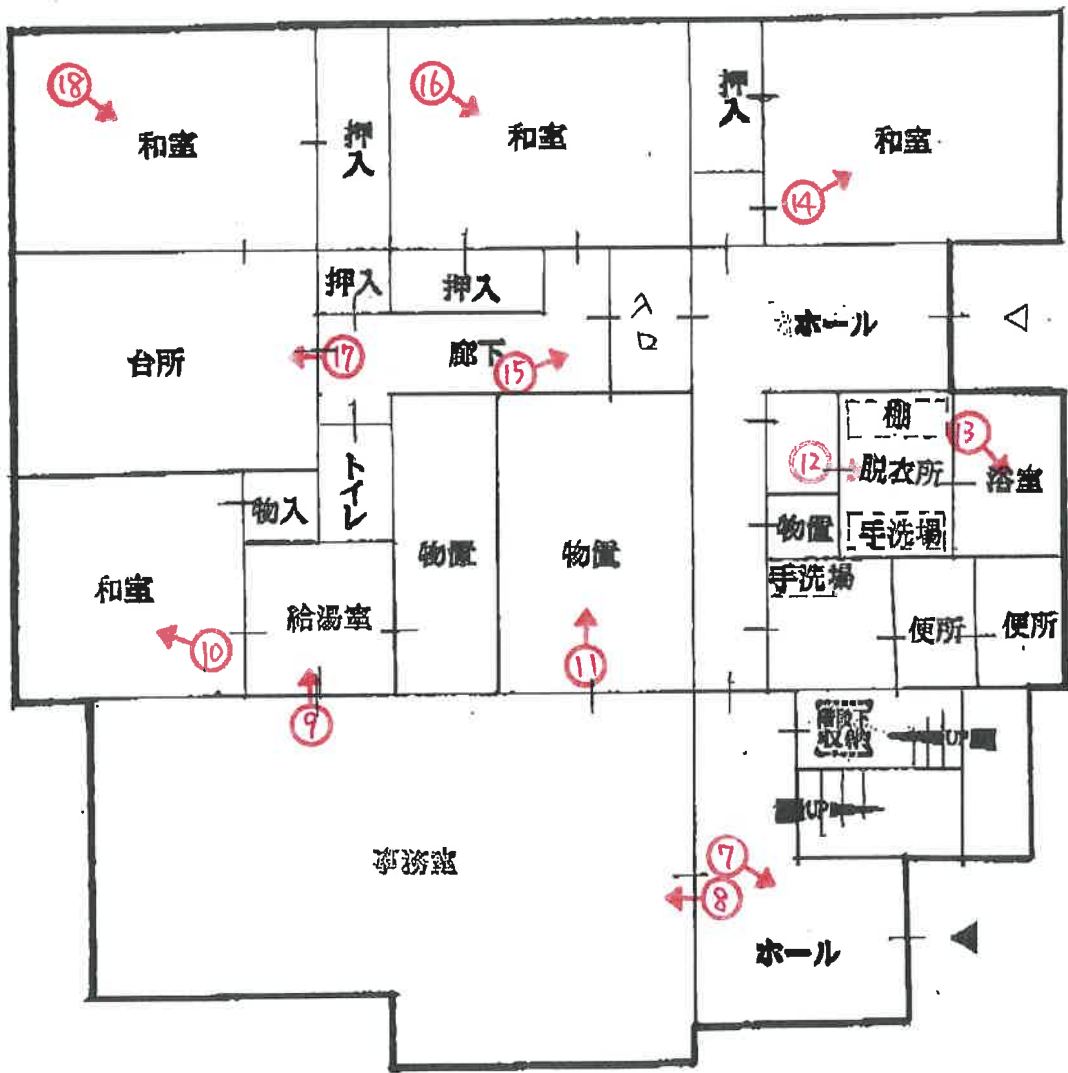 ⑱
⑯
押入
和室
押入
和室
和室
⑭
押入
押入
入口
ホール
台所
⑰
廊下
⑮
棚
⑬
⑫
脱衣所
浴室
トイレ
物入
物置
物置
物置
手洗場
手洗場
和室
給湯室
便所
便所
⑩
⑪
⑨
階段下
収納
UP
UP
事務室
⑦
⑧
ホール